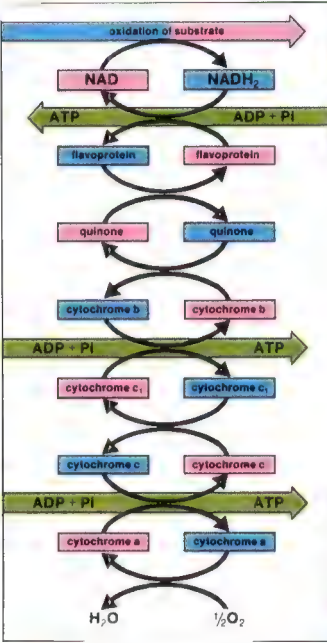 oxidation of substrate
NAD NADH₂
ATP ADP + Pi
flavoprotein flavoprotein
quinone quinone
cytochrome b cytochrome b
ADP + Pi ATP
cytochrome c₁ cytochrome c₁
cytochrome c cytochrome c
ADP + Pi ATP
cytochrome a cytochrome a
H₂O ½O₂